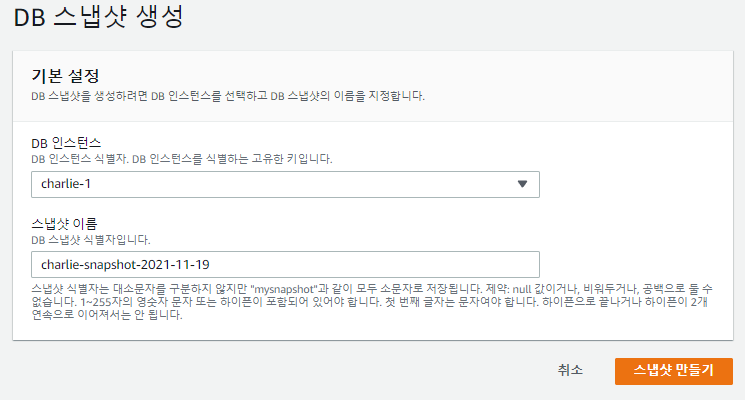 DB 스냅샷 생성
기본 설정
DB 스냅샷을 생성하려면 DB 인스턴스를 선택하고 DB 스냅샷의 이름을 지정합니다.
DB 인스턴스
DB 인스턴스 식별자. DB 인스턴스를 식별하는 고유한 키입니다.
charlie-1
스냅샷 이름
DB 스냅샷 식별자입니다.
charlie-snapshot-2021-11-19
스냅샷 식별자는 대소문자를 구분하지 않지만 "mysnapshot"과 같이 모두 소문자로 저장됩니다. 제약: null 값이거나, 비워두거나, 공백으로 둘 수
없습니다. 1~255자의 영숫자 문자 또는 하이픈이 포함되어 있어야 합니다. 첫 번째 글자는 문자여야 합니다. 하이픈으로 끝나거나 하이픈이 2개
연속으로 이어져서는 안 됩니다.
취소
스냅샷 만들기